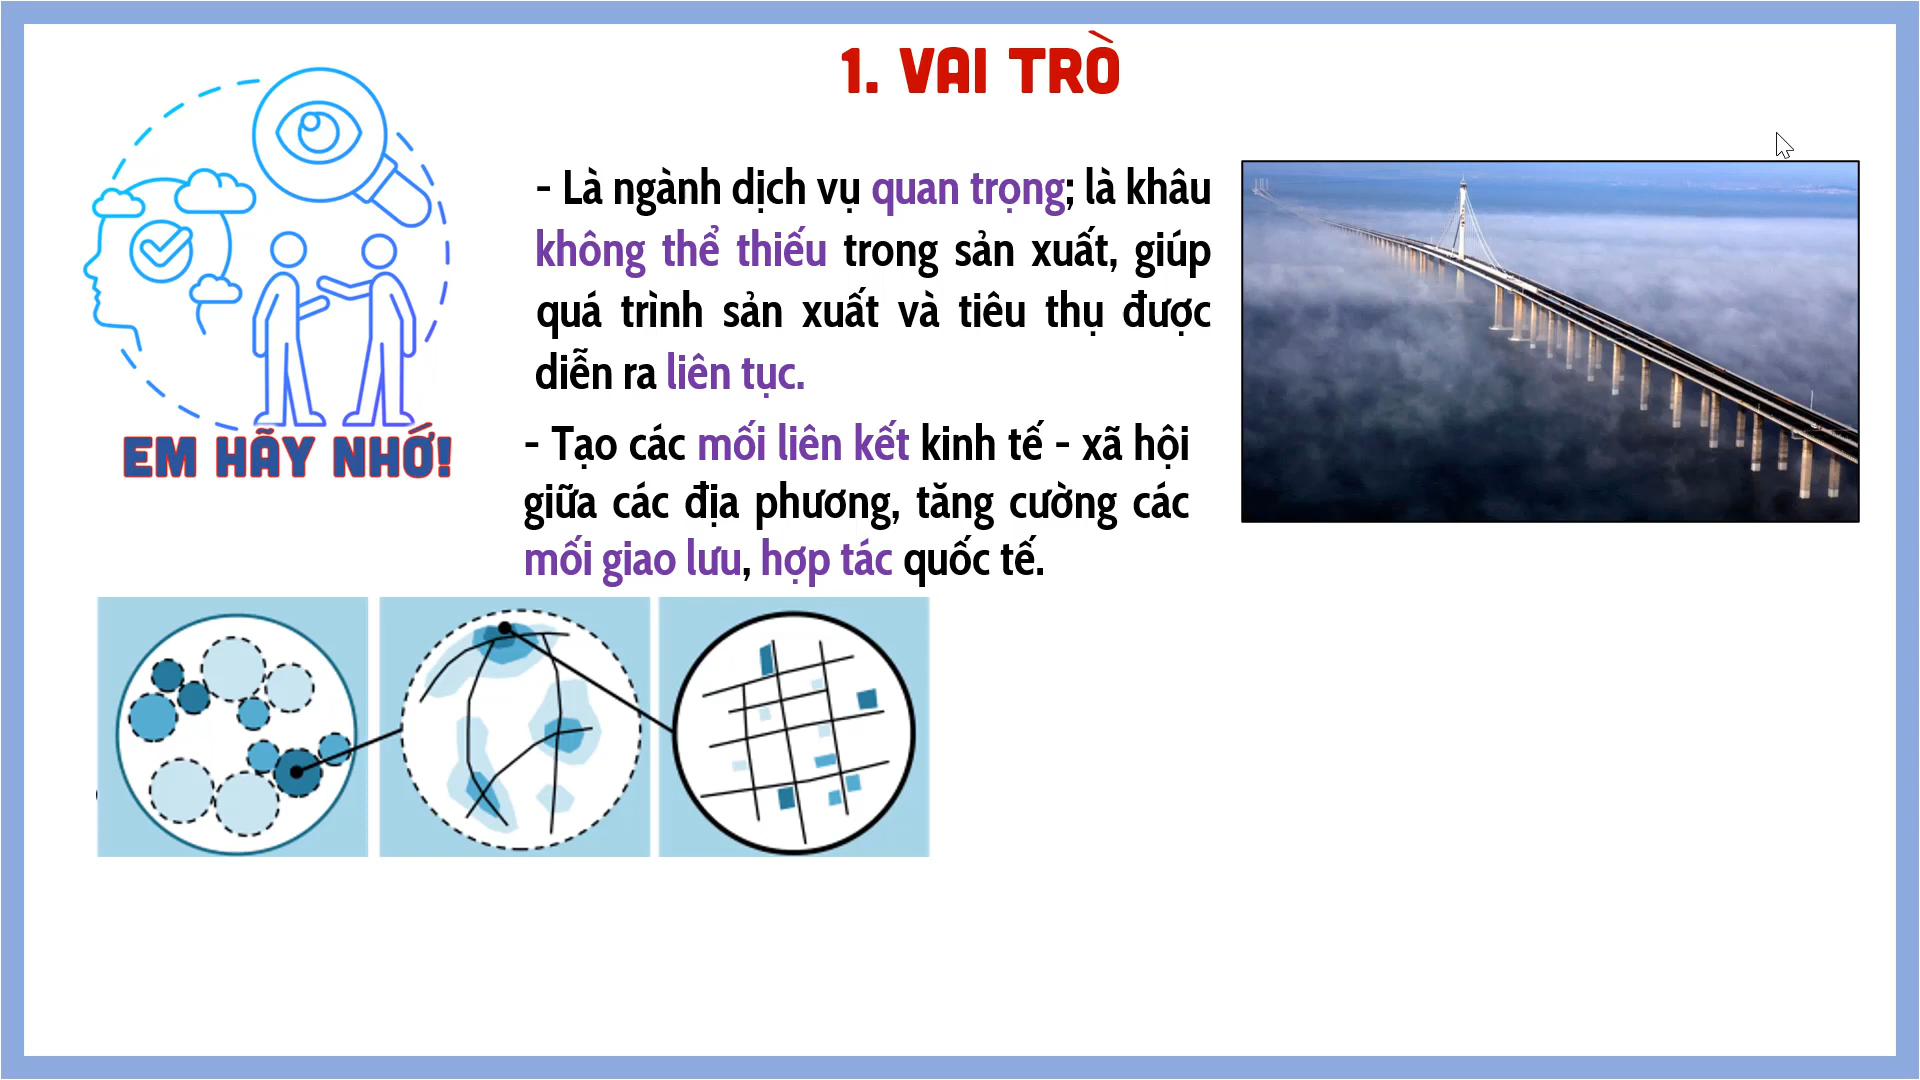 1. VAI TRÒ
- Là ngành dịch vụ quan trọng; là khâu
không thể thiếu trong sản xuất, giúp
quá trình sản xuất và tiêu thụ được
diễn ra liên tục.
EM HÃY NHỚ!
- Tạo các mối liên kết kinh tế - xã hội
giữa các địa phương, tăng cường các
mối giao lưu, hợp tác quốc tế.